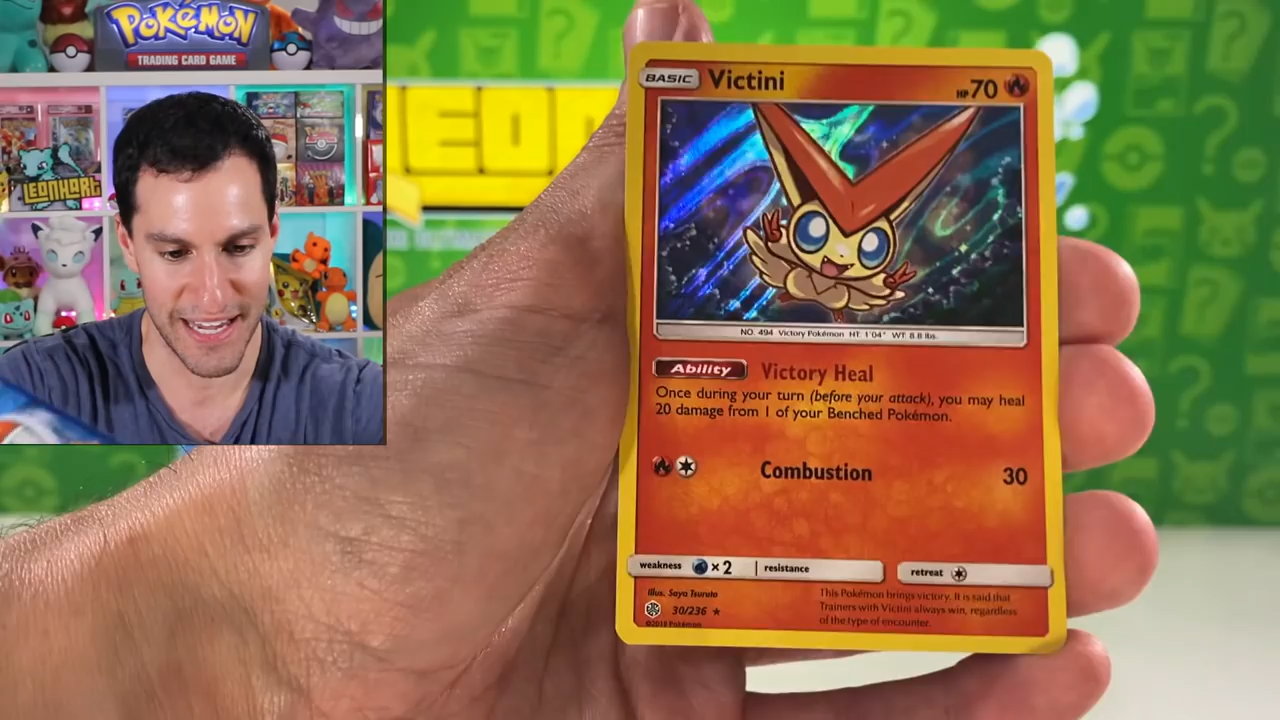 POKÉMON
TRADING CARD GAME
LEONHART
EON
BASIC Victini HP 70
NO. 494 Victory Pokémon HT: 1'04" WT: 8.8 lbs.
Ability Victory Heal
Once during your turn (before your attack), you may heal
20 damage from 1 of your Benched Pokémon.
Combustion 30
weakness ×2 resistance retreat
Illus. Saya Tsuruta
30/236 ★
©2018 Pokémon
This Pokémon brings victory. It is said that
Trainers with Victini always win, regardless
of the type of encounter.